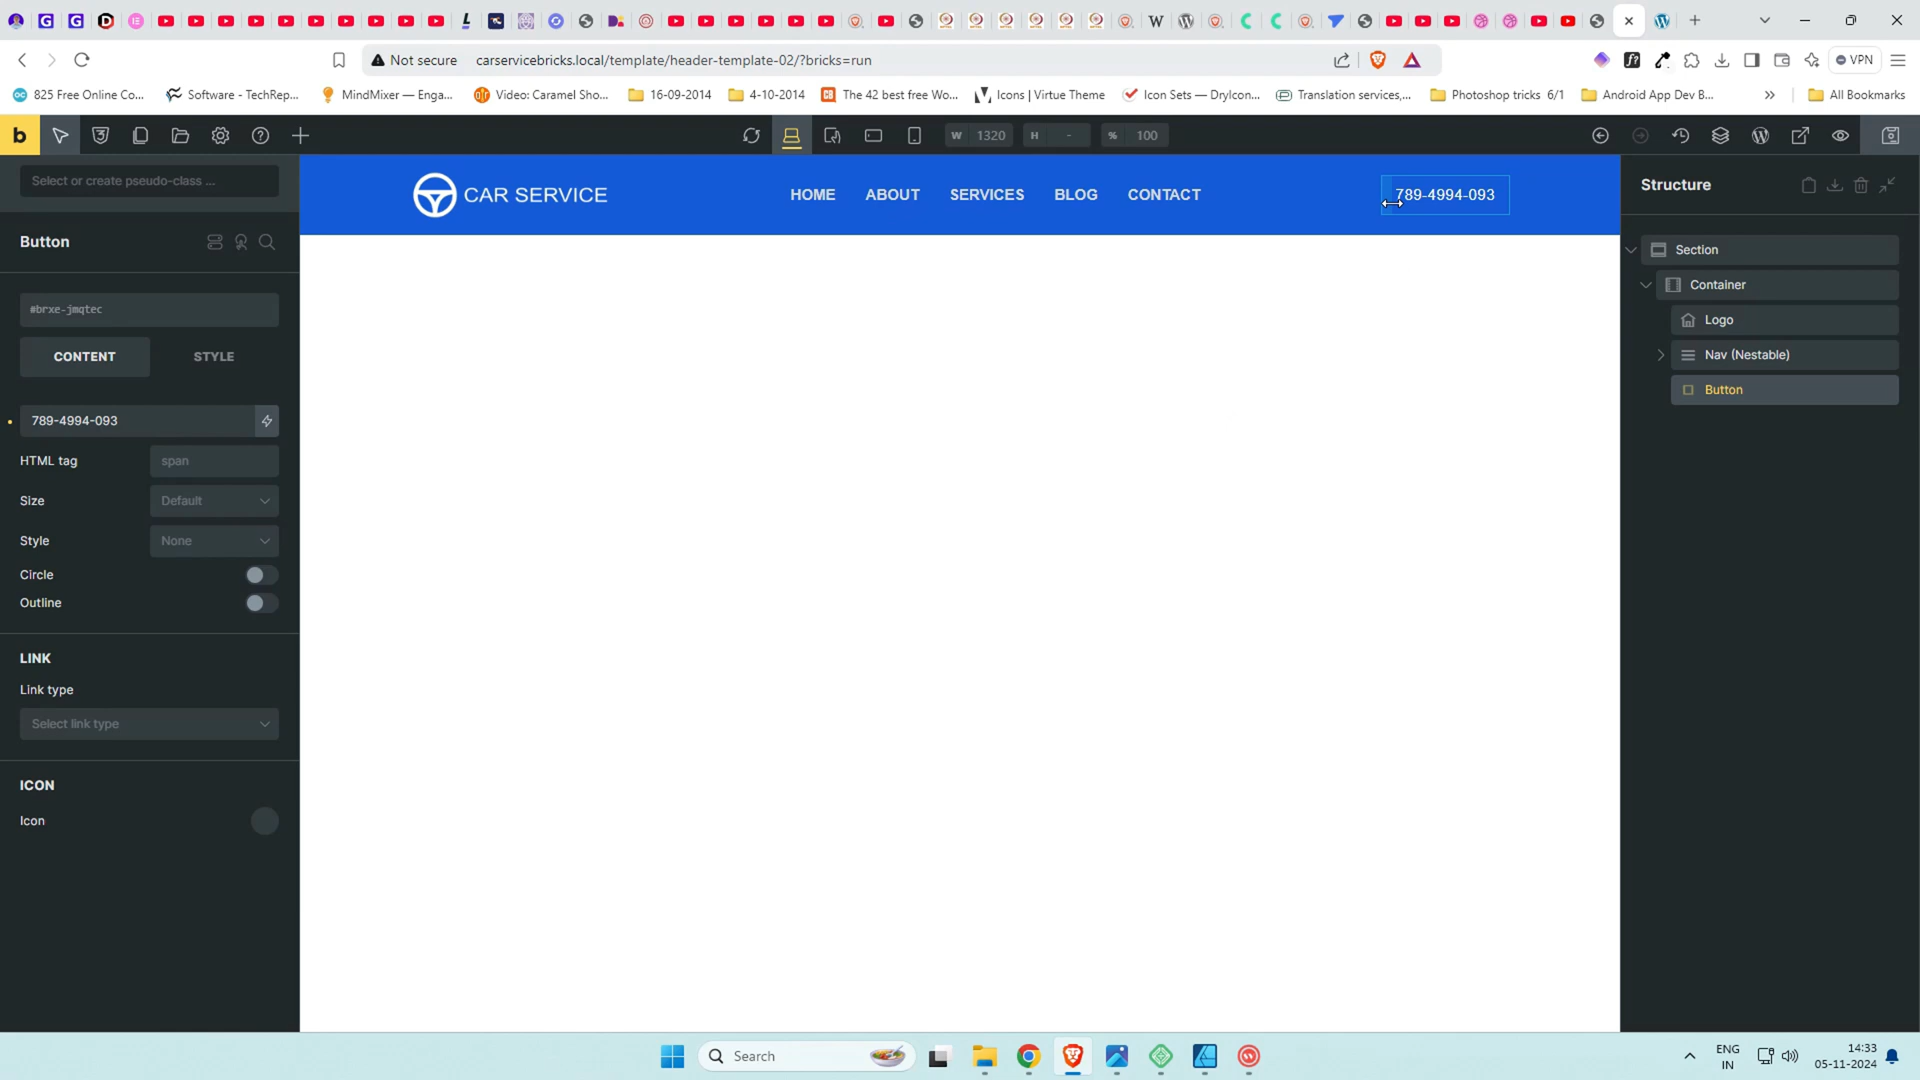 Not secure
carservicebricks.local/template/header-template-02/?bricks=run
VPN
825 Free Online Co...
Software - TechRep...
MindMixer — Enga...
Video: Caramel Sho...
16-09-2014
4-10-2014
The 42 best free Wo...
Icons | Virtue Theme
Icon Sets — DryIcon...
Translation services,...
Photoshop tricks 6/1
Android App Dev B...
All Bookmarks
b
W 1320
H -
% 100
Select or create pseudo-class ...
CAR SERVICE
HOME
ABOUT
SERVICES
BLOG
CONTACT
789-4994-093
Structure
Button
Section
Container
#brxe-jmqtec
Logo
CONTENT
STYLE
Nav (Nestable)
Button
789-4994-093
HTML tag
span
Size
Default
Style
None
Circle
Outline
LINK
Link type
Select link type
ICON
Icon
Search
ENG
IN
14:33
05-11-2024